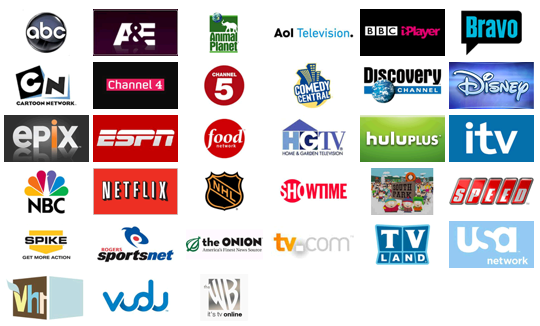 abc
A&E
Animal Planet
Aol Television.
BBC iPlayer
Bravo
CN
CARTOON NETWORK
Channel 4
CHANNEL
5
COMEDY
CENTRAL
Discovery
CHANNEL
Disney
epix
ESPN
food
network
HGTV
HOME & GARDEN TELEVISION
huluPLUS
itv
NBC
NETFLIX
NHL
SHOWTIME
SOUTH PARK
SPEED
SPIKE
GET MORE ACTION
ROGERS
sportsnet
the ONION
America's Finest News Source
tv.com
TV
LAND
usa
network
Vh1
vudu
the
WB
it's tv online